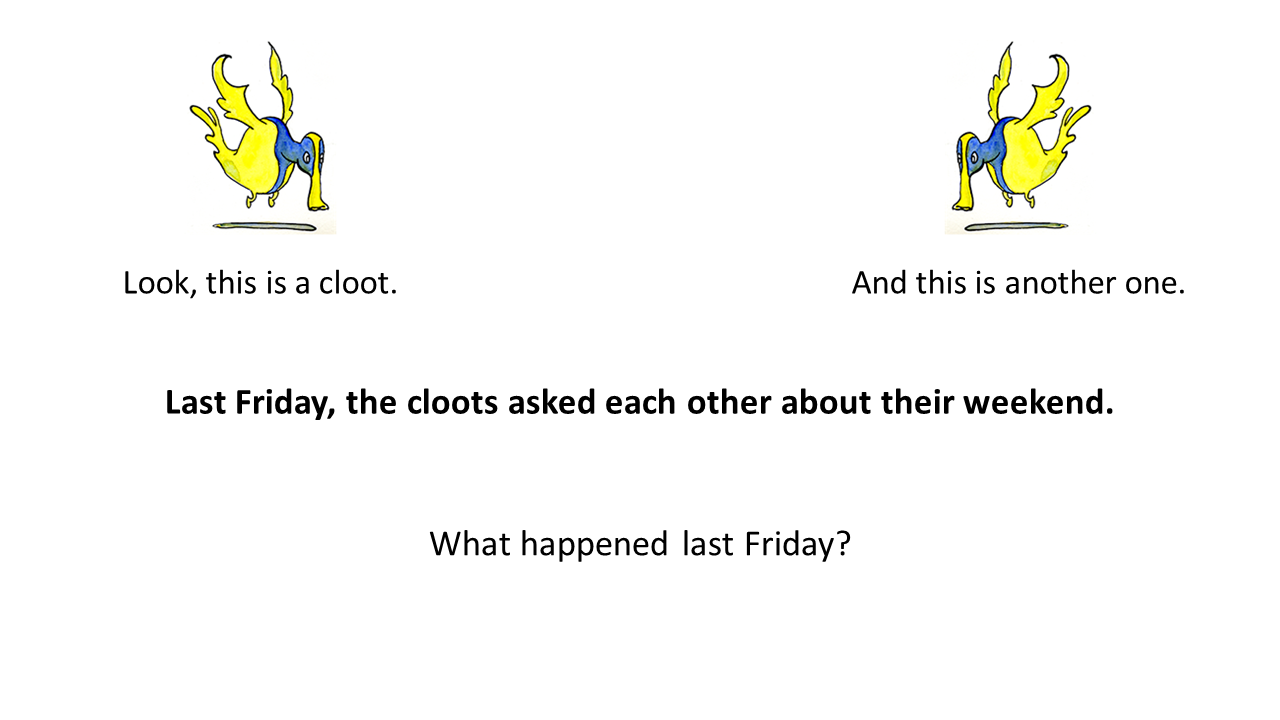 Look, this is a cloot.
And this is another one.
Last Friday, the cloots asked each other about their weekend.
What happened last Friday?